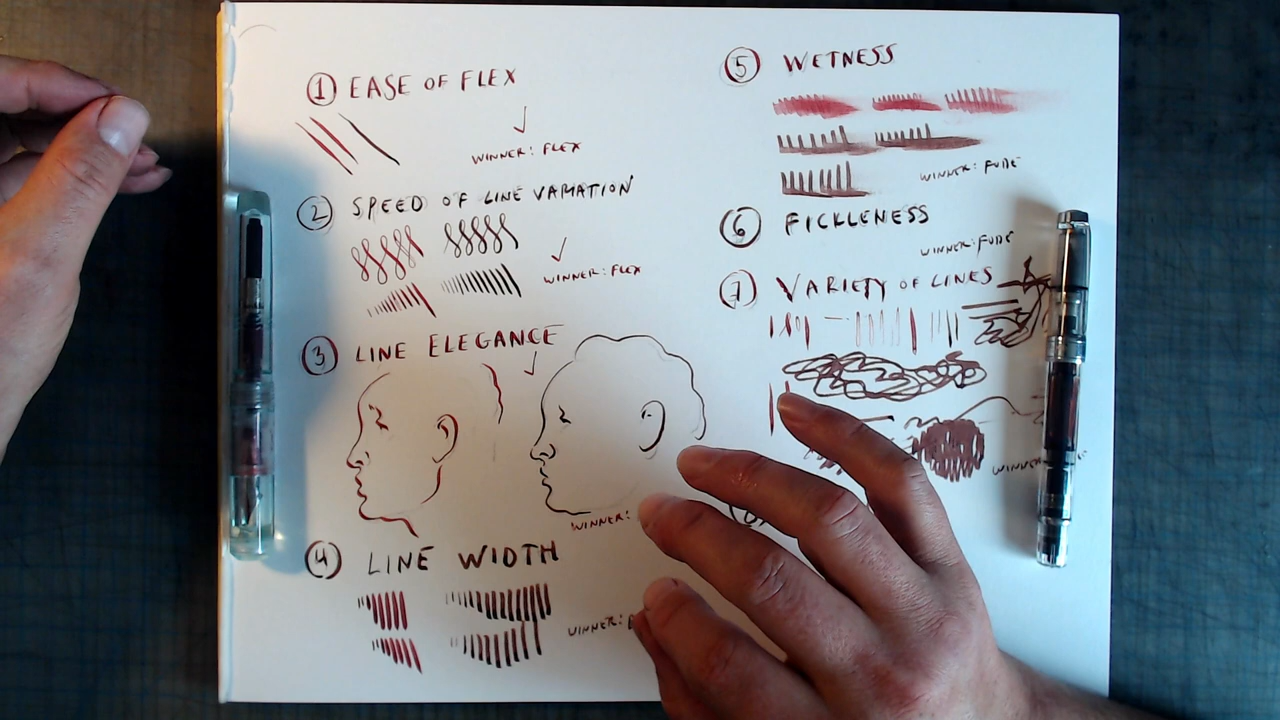 1 EASE OF FLEX
WINNER: FLEX
2 SPEED OF LINE VARIATION
WINNER: FLEX
3 LINE ELEGANCE
WINNER:
4 LINE WIDTH
WINNER:
5 WETNESS
WINNER: FUDE
6 FICKLENESS
WINNER: FUDE
7 VARIETY OF LINES